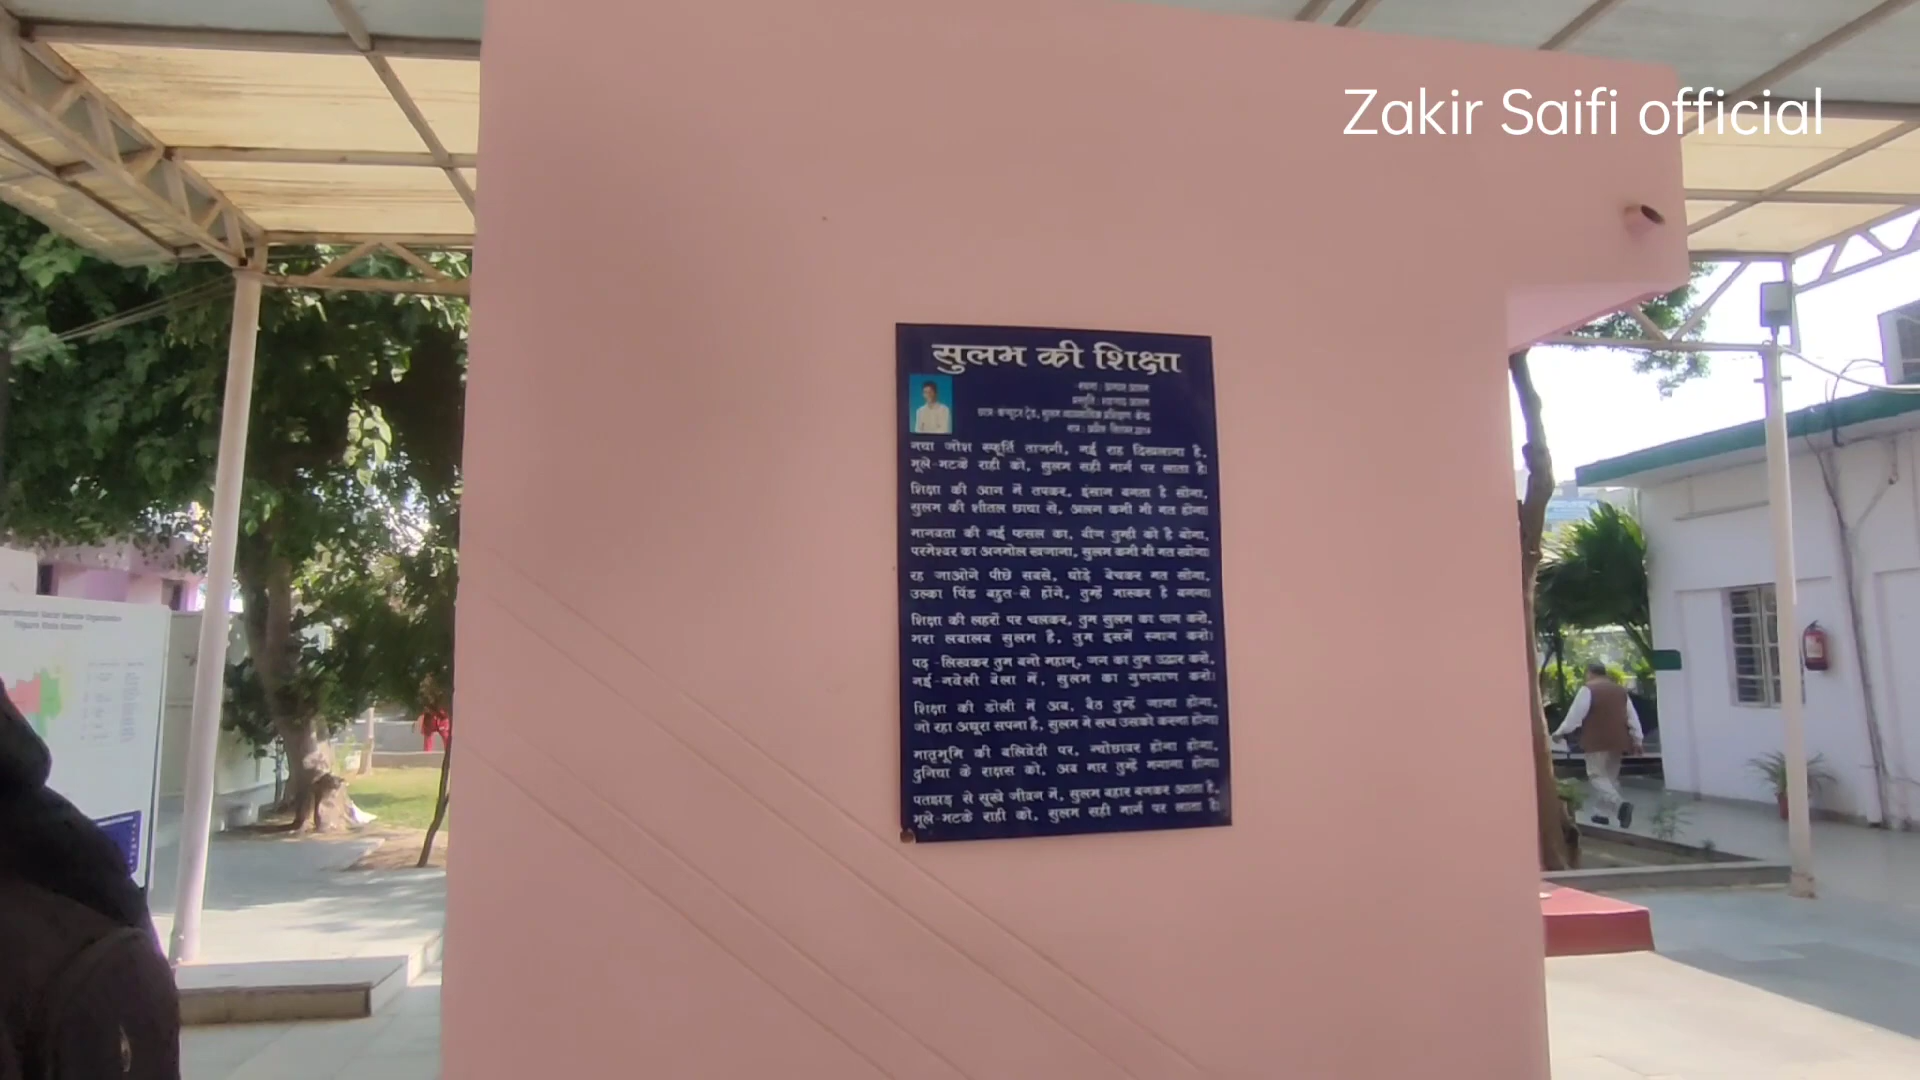 Zakir Saifi official
सुलभ की शिक्षा
नया जोश स्फूर्ति ताजगी, नई राह दिखलाता है,
भूले-भटके राही को, सुलभ सही मार्ग पर लाता है।
शिक्षा की आग में तपकर, इंसान बनता है सोना,
सुलभ की शीतल छाया से, अलग कभी भी मत होना।
मानवता की नई फसल का, बीज तुम्ही को है बोना,
परमेश्वर का अनमोल खजाना, सुलभ कभी भी मत खोना।
रह जाओगे पीछे सबसे, घोड़े बेचकर मत सोना,
उल्का पिंड बहुत-से होंगे, तुम्हें भास्कर है बनना।
शिक्षा की लहरों पर चलकर, तुम सुलभ का पान करो,
भरा लबालब सुलभ है, तुम इसमें स्नान करो।
पढ़-लिखकर तुम बनो महान्, जन का तुम उद्धार करो,
नई-नवेली बेला में, सुलभ का गुणगाण करो।
शिक्षा की डोली में अब, बैठ तुम्हें जाना होगा,
जो रहा अधूरा सपना है, सुलभ में सच उसको करना होगा।
मातृभूमि की बलिवेदी पर, न्योछावर होना होगा,
दुनिया के राक्षस को, अब मार तुम्हें भगाना होगा।
पतझड़ से सूखे जीवन में, सुलभ बहार बनकर आता है,
भूले-भटके राही को, सुलभ सही मार्ग पर लाता है।